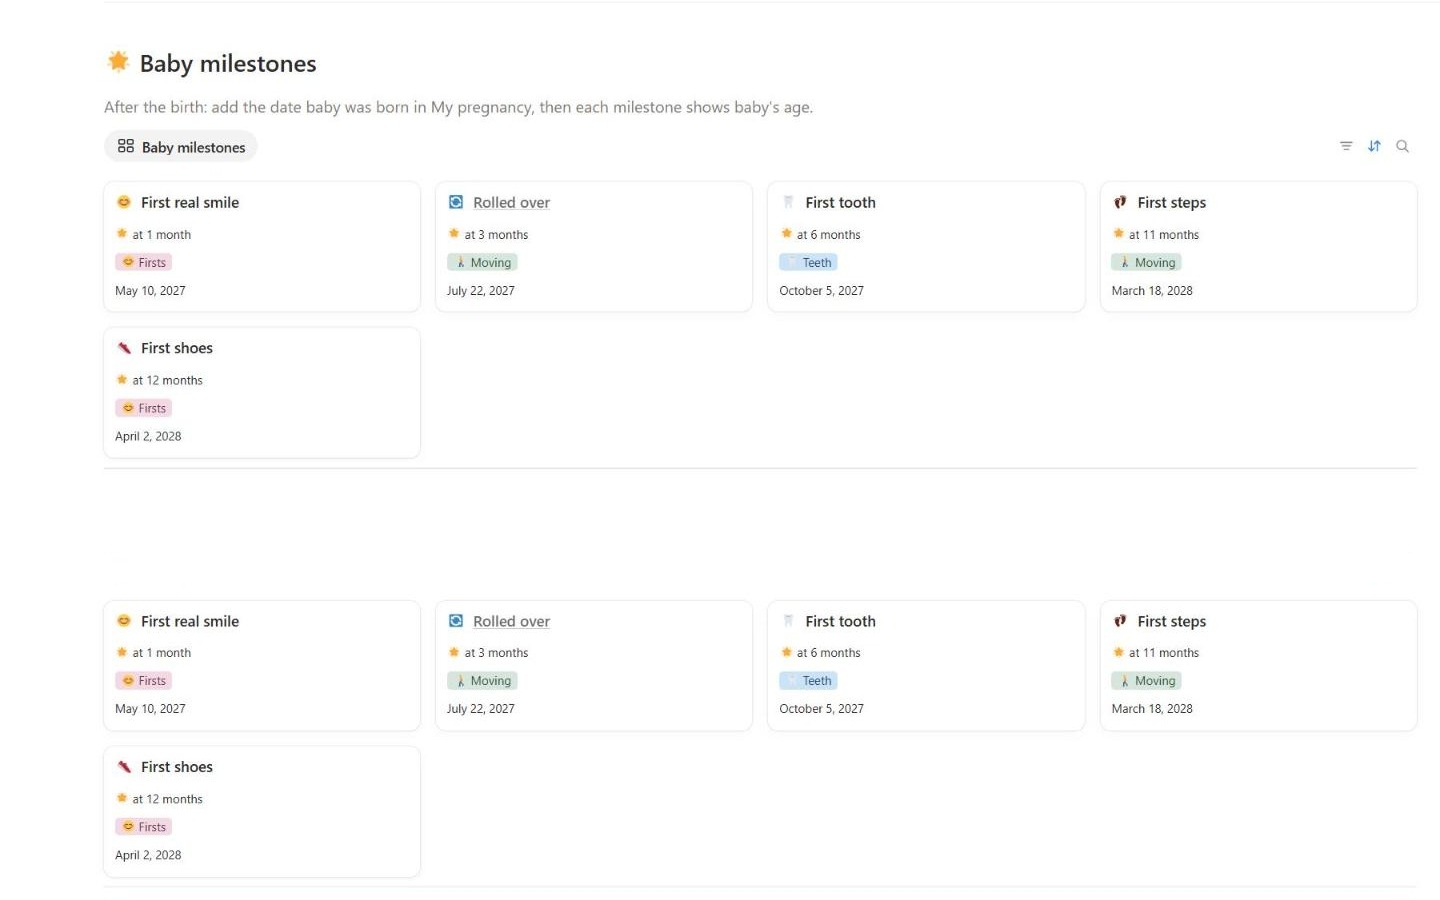 Baby milestones
After the birth: add the date baby was born in My pregnancy, then each milestone shows baby's age.
Baby milestones
First real smile
at 1 month
Firsts
May 10, 2027
Rolled over
at 3 months
Moving
July 22, 2027
First tooth
at 6 months
Teeth
October 5, 2027
First steps
at 11 months
Moving
March 18, 2028
First shoes
at 12 months
Firsts
April 2, 2028
First real smile
at 1 month
Firsts
May 10, 2027
Rolled over
at 3 months
Moving
July 22, 2027
First tooth
at 6 months
Teeth
October 5, 2027
First steps
at 11 months
Moving
March 18, 2028
First shoes
at 12 months
Firsts
April 2, 2028